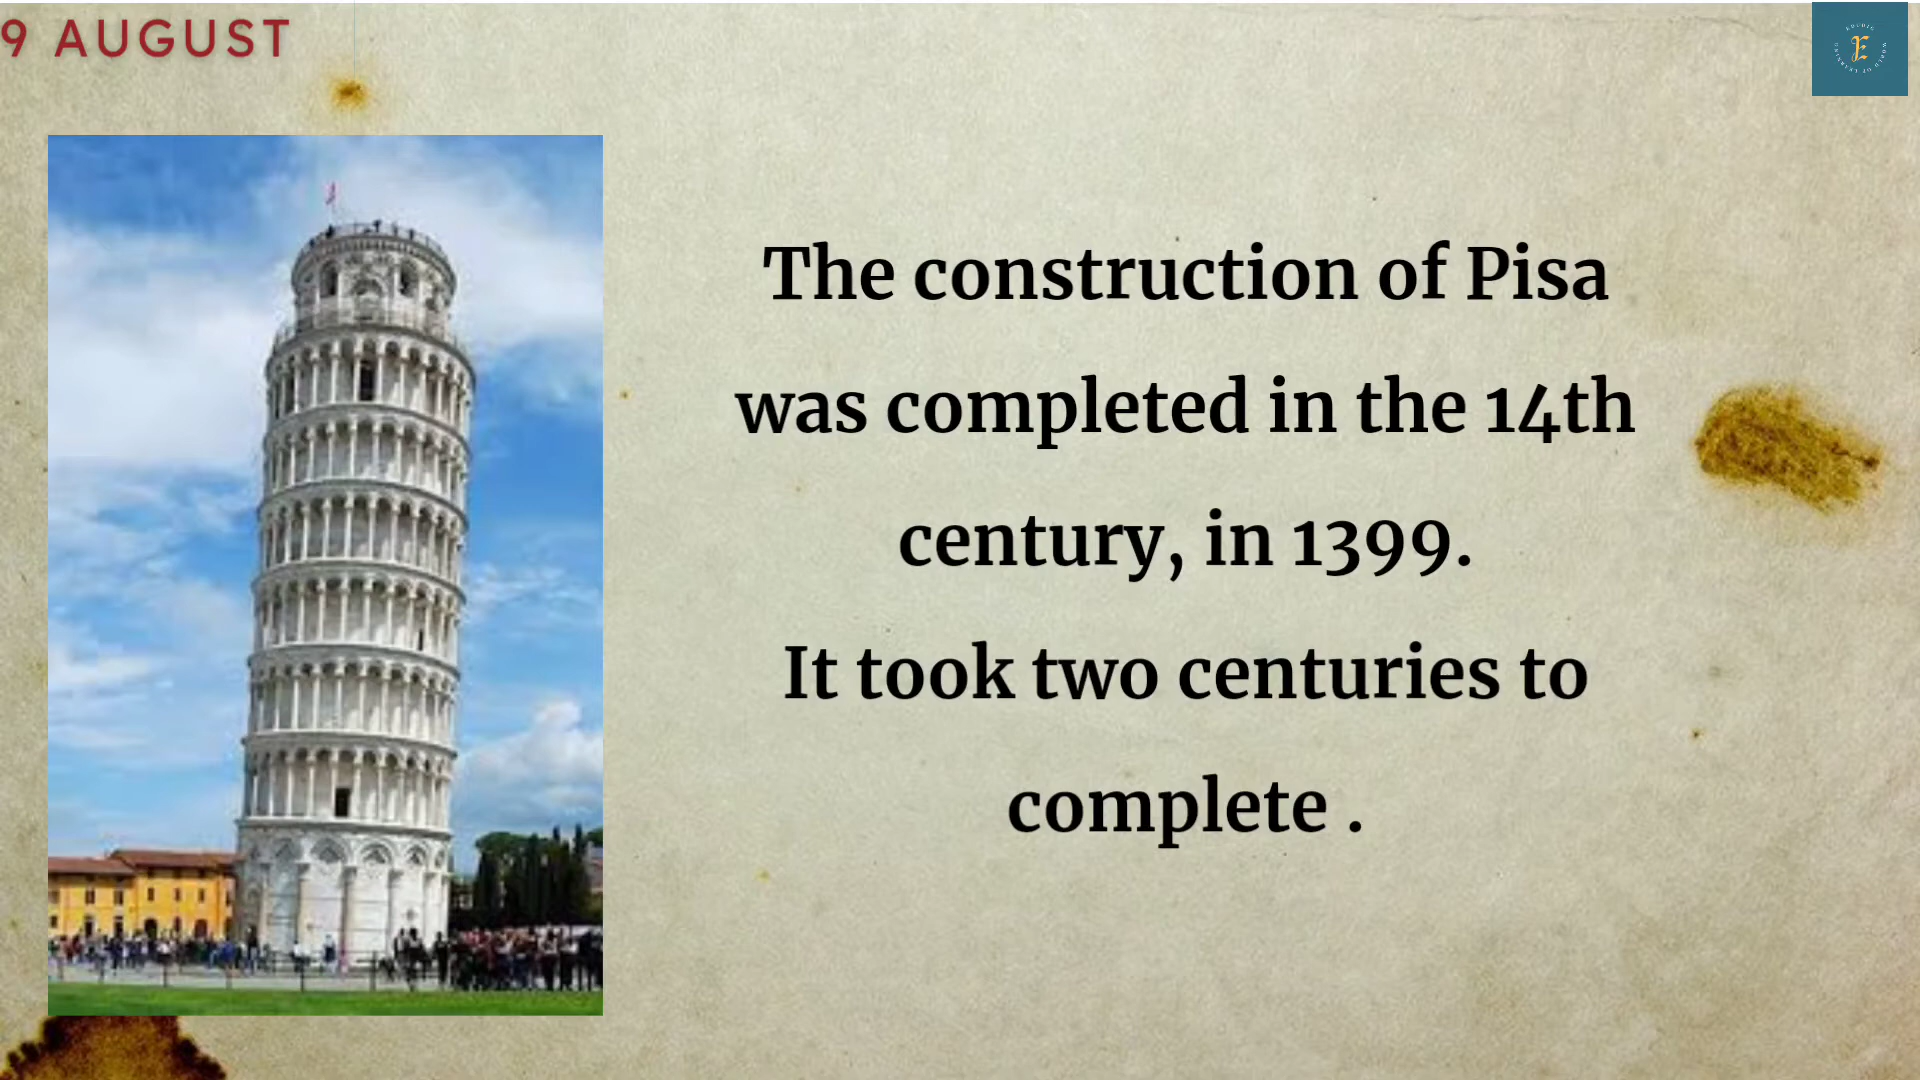 9 AUGUST
The construction of Pisa
was completed in the 14th
century, in 1399.
It took two centuries to
complete .
E